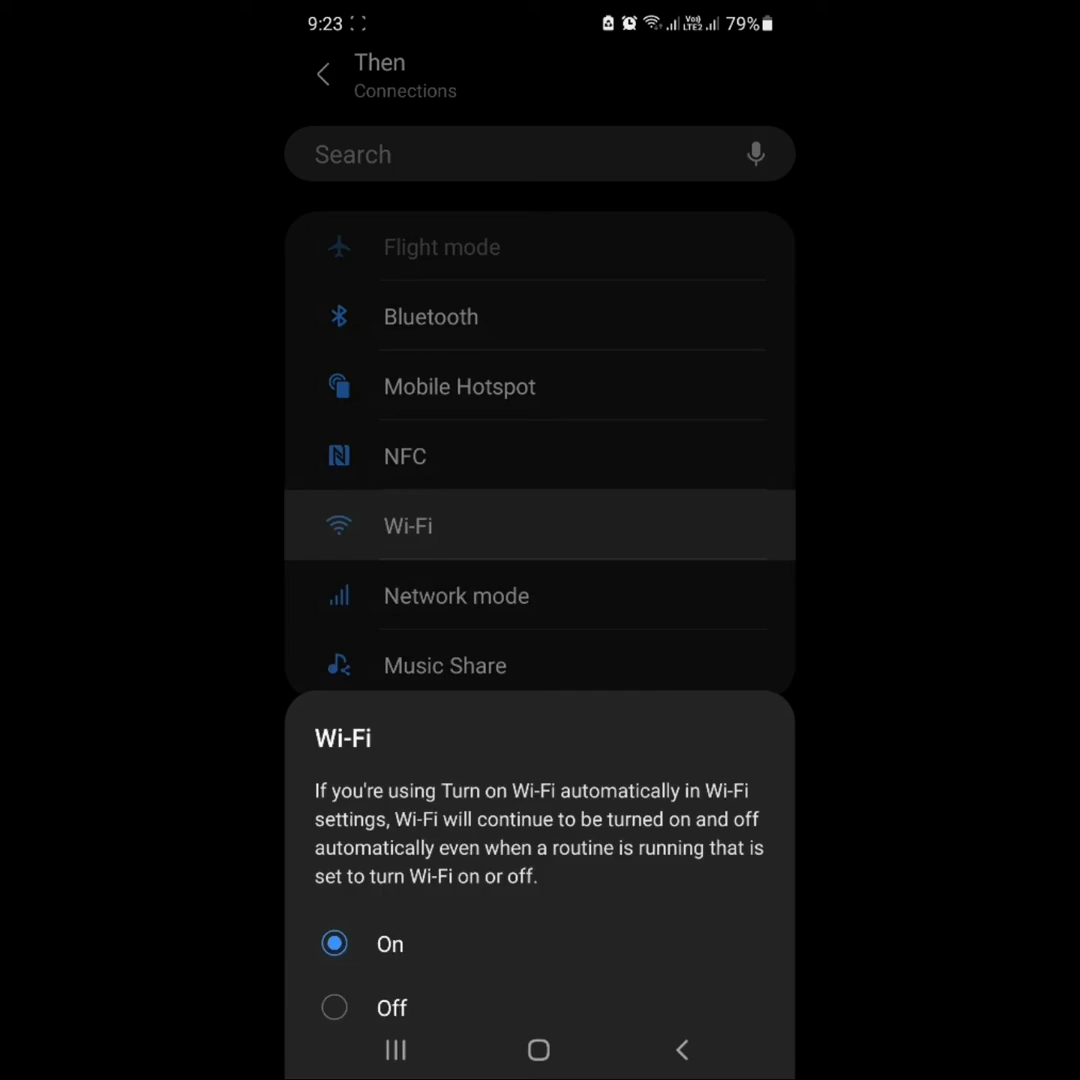 9:23
Vo)) LTE2 79%
Then
Connections
Search
Flight mode
Bluetooth
Mobile Hotspot
NFC
Wi-Fi
Network mode
Music Share
Wi-Fi
If you're using Turn on Wi-Fi automatically in Wi-Fi
settings, Wi-Fi will continue to be turned on and off
automatically even when a routine is running that is
set to turn Wi-Fi on or off.
On
Off